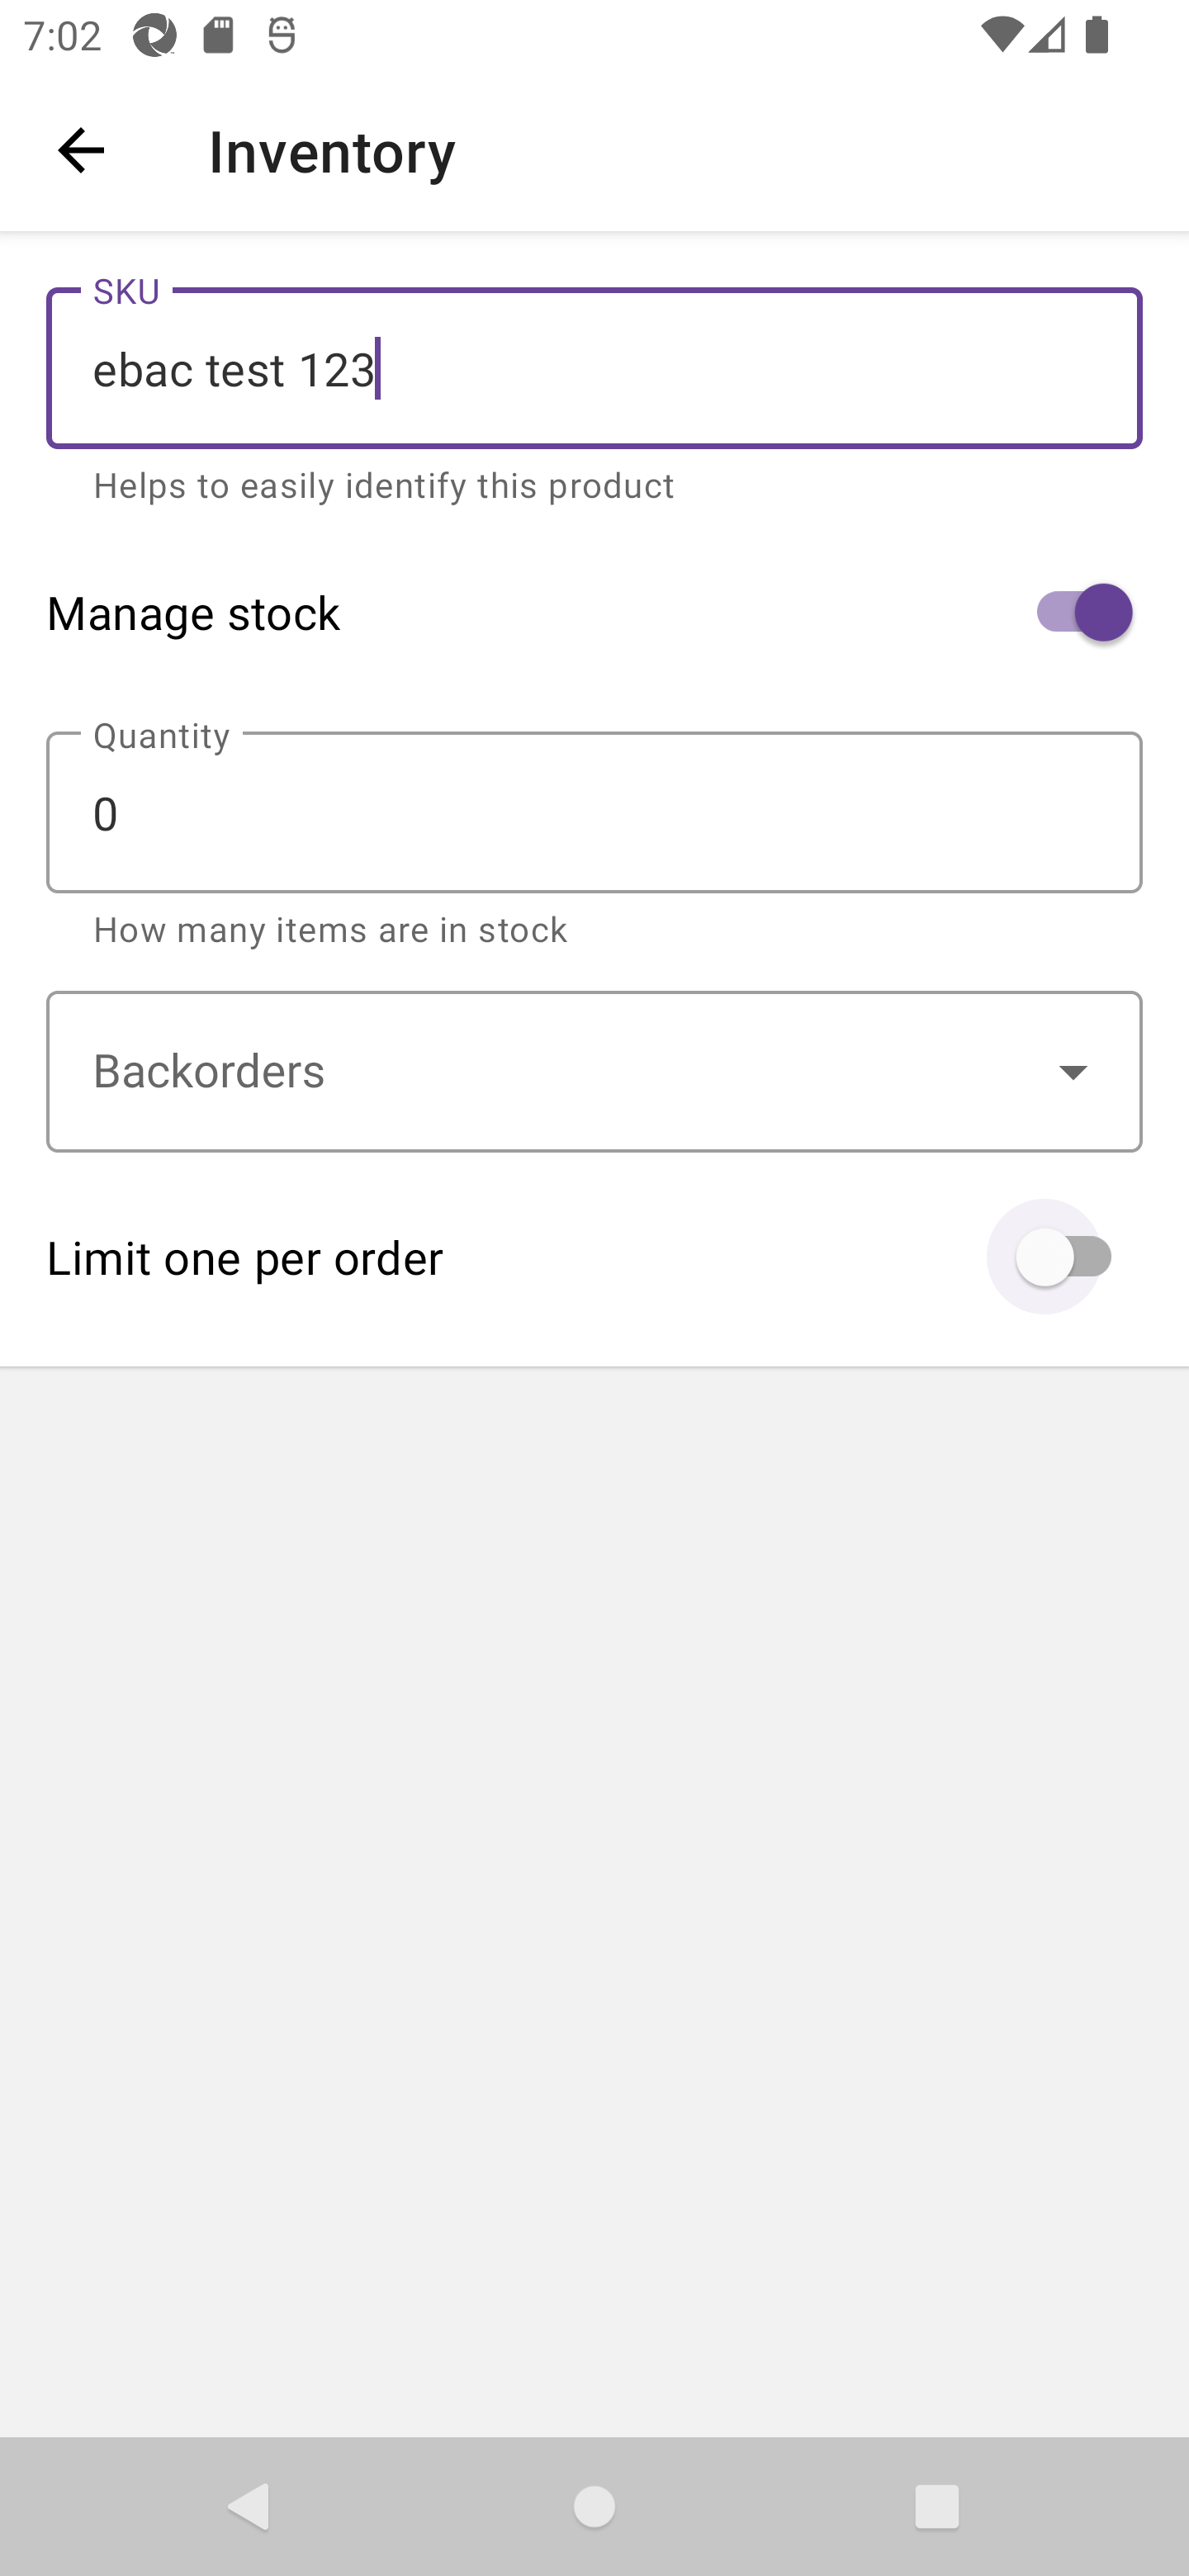 7:02
Inventory
SKU
ebac test 123
Helps to easily identify this product
Manage stock
Quantity
0
How many items are in stock
Backorders
Limit one per order